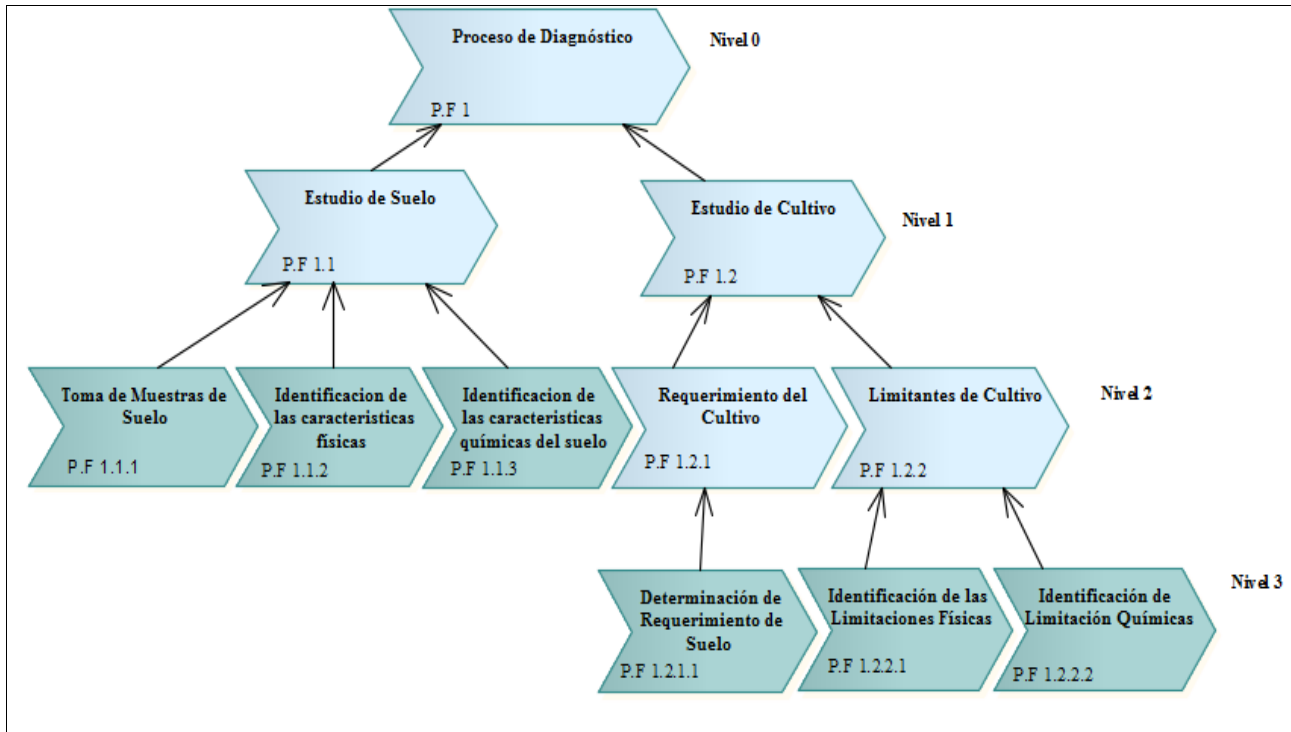 Proceso de Diagnóstico
Nivel 0
P.F 1
Estudio de Suelo
P.F 1.1
Estudio de Cultivo
Nivel 1
P.F 1.2
Toma de Muestras de
Suelo
P.F 1.1.1
Identificacion de
las caracteristicas
físicas
P.F 1.1.2
Identificacion de
las caracteristicas
químicas del suelo
P.F 1.1.3
Requerimiento del
Cultivo
P.F 1.2.1
Limitantes de Cultivo
P.F 1.2.2
Nivel 2
Determinación de
Requerimiento de
Suelo
P.F 1.2.1.1
Identificación de las
Limitaciones Físicas
P.F 1.2.2.1
Identificación de
Limitación Químicas
P.F 1.2.2.2
Nivel 3